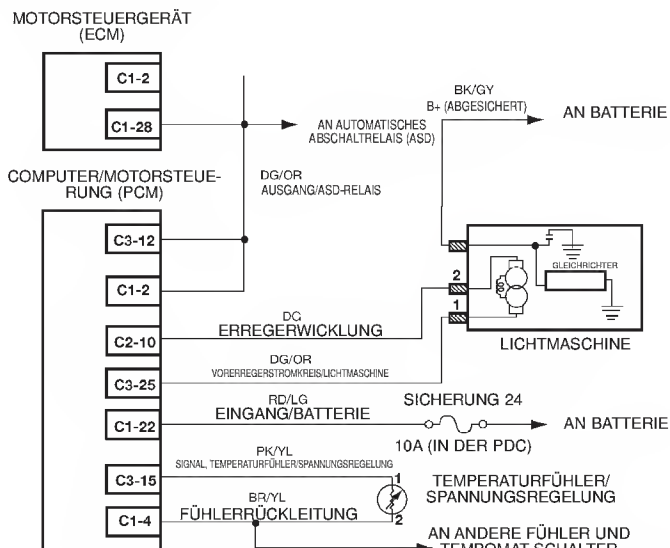 MOTORSTEUERGERÄT
(ECM)
C1-2
C1-28
BK/GY
B+ (ABGESICHERT)
AN BATTERIE
AN AUTOMATISCHES
ABSCHALTRELAIS (ASD)
COMPUTER/MOTORSTEUE-
RUNG (PCM)
DG/OR
AUSGANG/ASD-RELAIS
C3-12
C1-2
GLEICHRICHTER
2
1
DG
ERREGERWICKLUNG
C2-10
LICHTMASCHINE
DG/OR
VORERREGERSTROMKREIS/LICHTMASCHINE
C3-25
RD/LG
EINGANG/BATTERIE
C1-22
SICHERUNG 24
10A (IN DER PDC)
AN BATTERIE
PK/YL
SIGNAL, TEMPERATURFÜHLER/SPANNUNGSREGELUNG
C3-15
1
TEMPERATURFÜHLER/
SPANNUNGSREGELUNG
BR/YL
FÜHLERRÜCKLEITUNG
C1-4
2
AN ANDERE FÜHLER UND
TEMPOMAT-SCHALTER